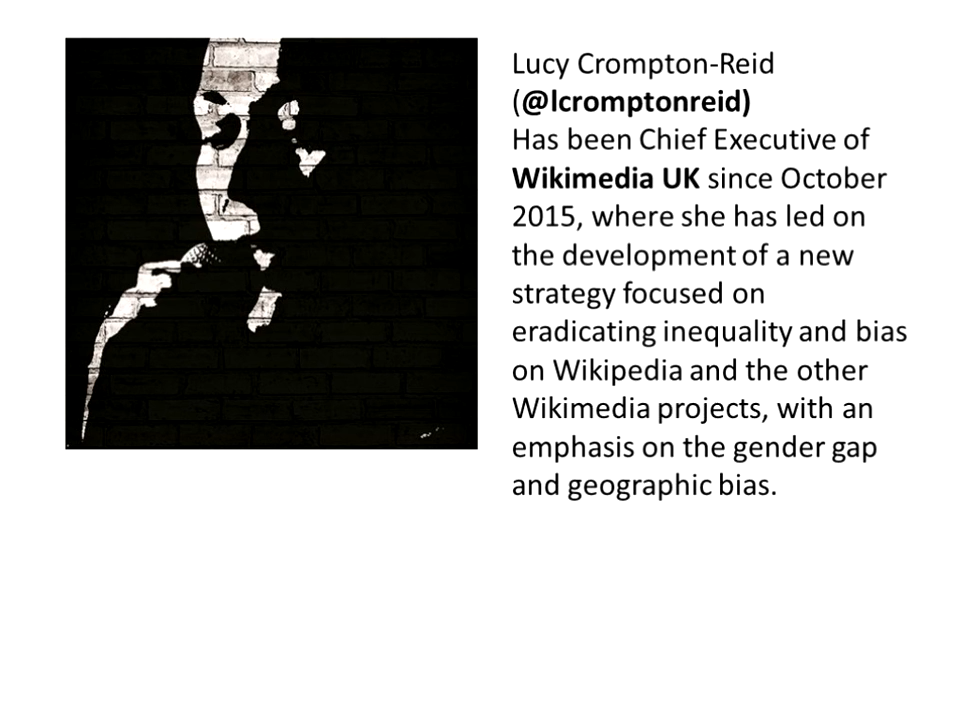 Lucy Crompton-Reid
(@lcromptonreid)
Has been Chief Executive of
Wikimedia UK since October
2015, where she has led on
the development of a new
strategy focused on
eradicating inequality and bias
on Wikipedia and the other
Wikimedia projects, with an
emphasis on the gender gap
and geographic bias.